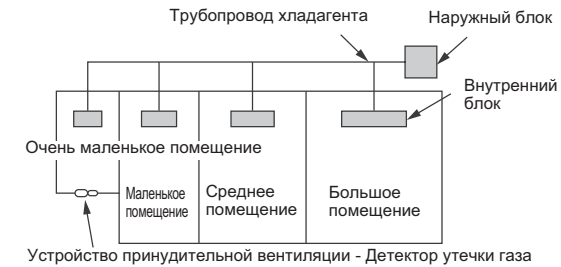 Трубопровод хладагента
Наружный блок
Внутренний
блок
Очень маленькое помещение
Маленькое
помещение
Среднее
помещение
Большое
помещение
Устройство принудительной вентиляции - Детектор утечки газа